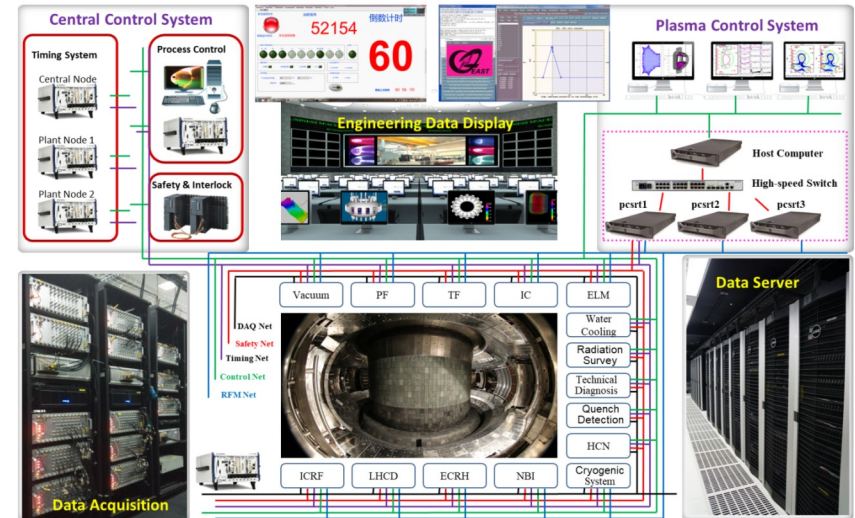 Central Control System
Timing System
Central Node
Plant Node 1
Plant Node 2
Process Control
Safety & Interlock
52154
倒数计时
60
EAST
Engineering Data Display
Plasma Control System
Host Computer
High-speed Switch
pcsrt1
pcsrt2
pcsrt3
Data Acquisition
Data Server
DAQ Net
Safety Net
Timing Net
Control Net
RFM Net
Vacuum
PF
TF
IC
ELM
Water
Cooling
Radiation
Survey
Technical
Diagnosis
Quench
Detection
HCN
Cryogenic
System
ICRF
LHCD
ECRH
NBI